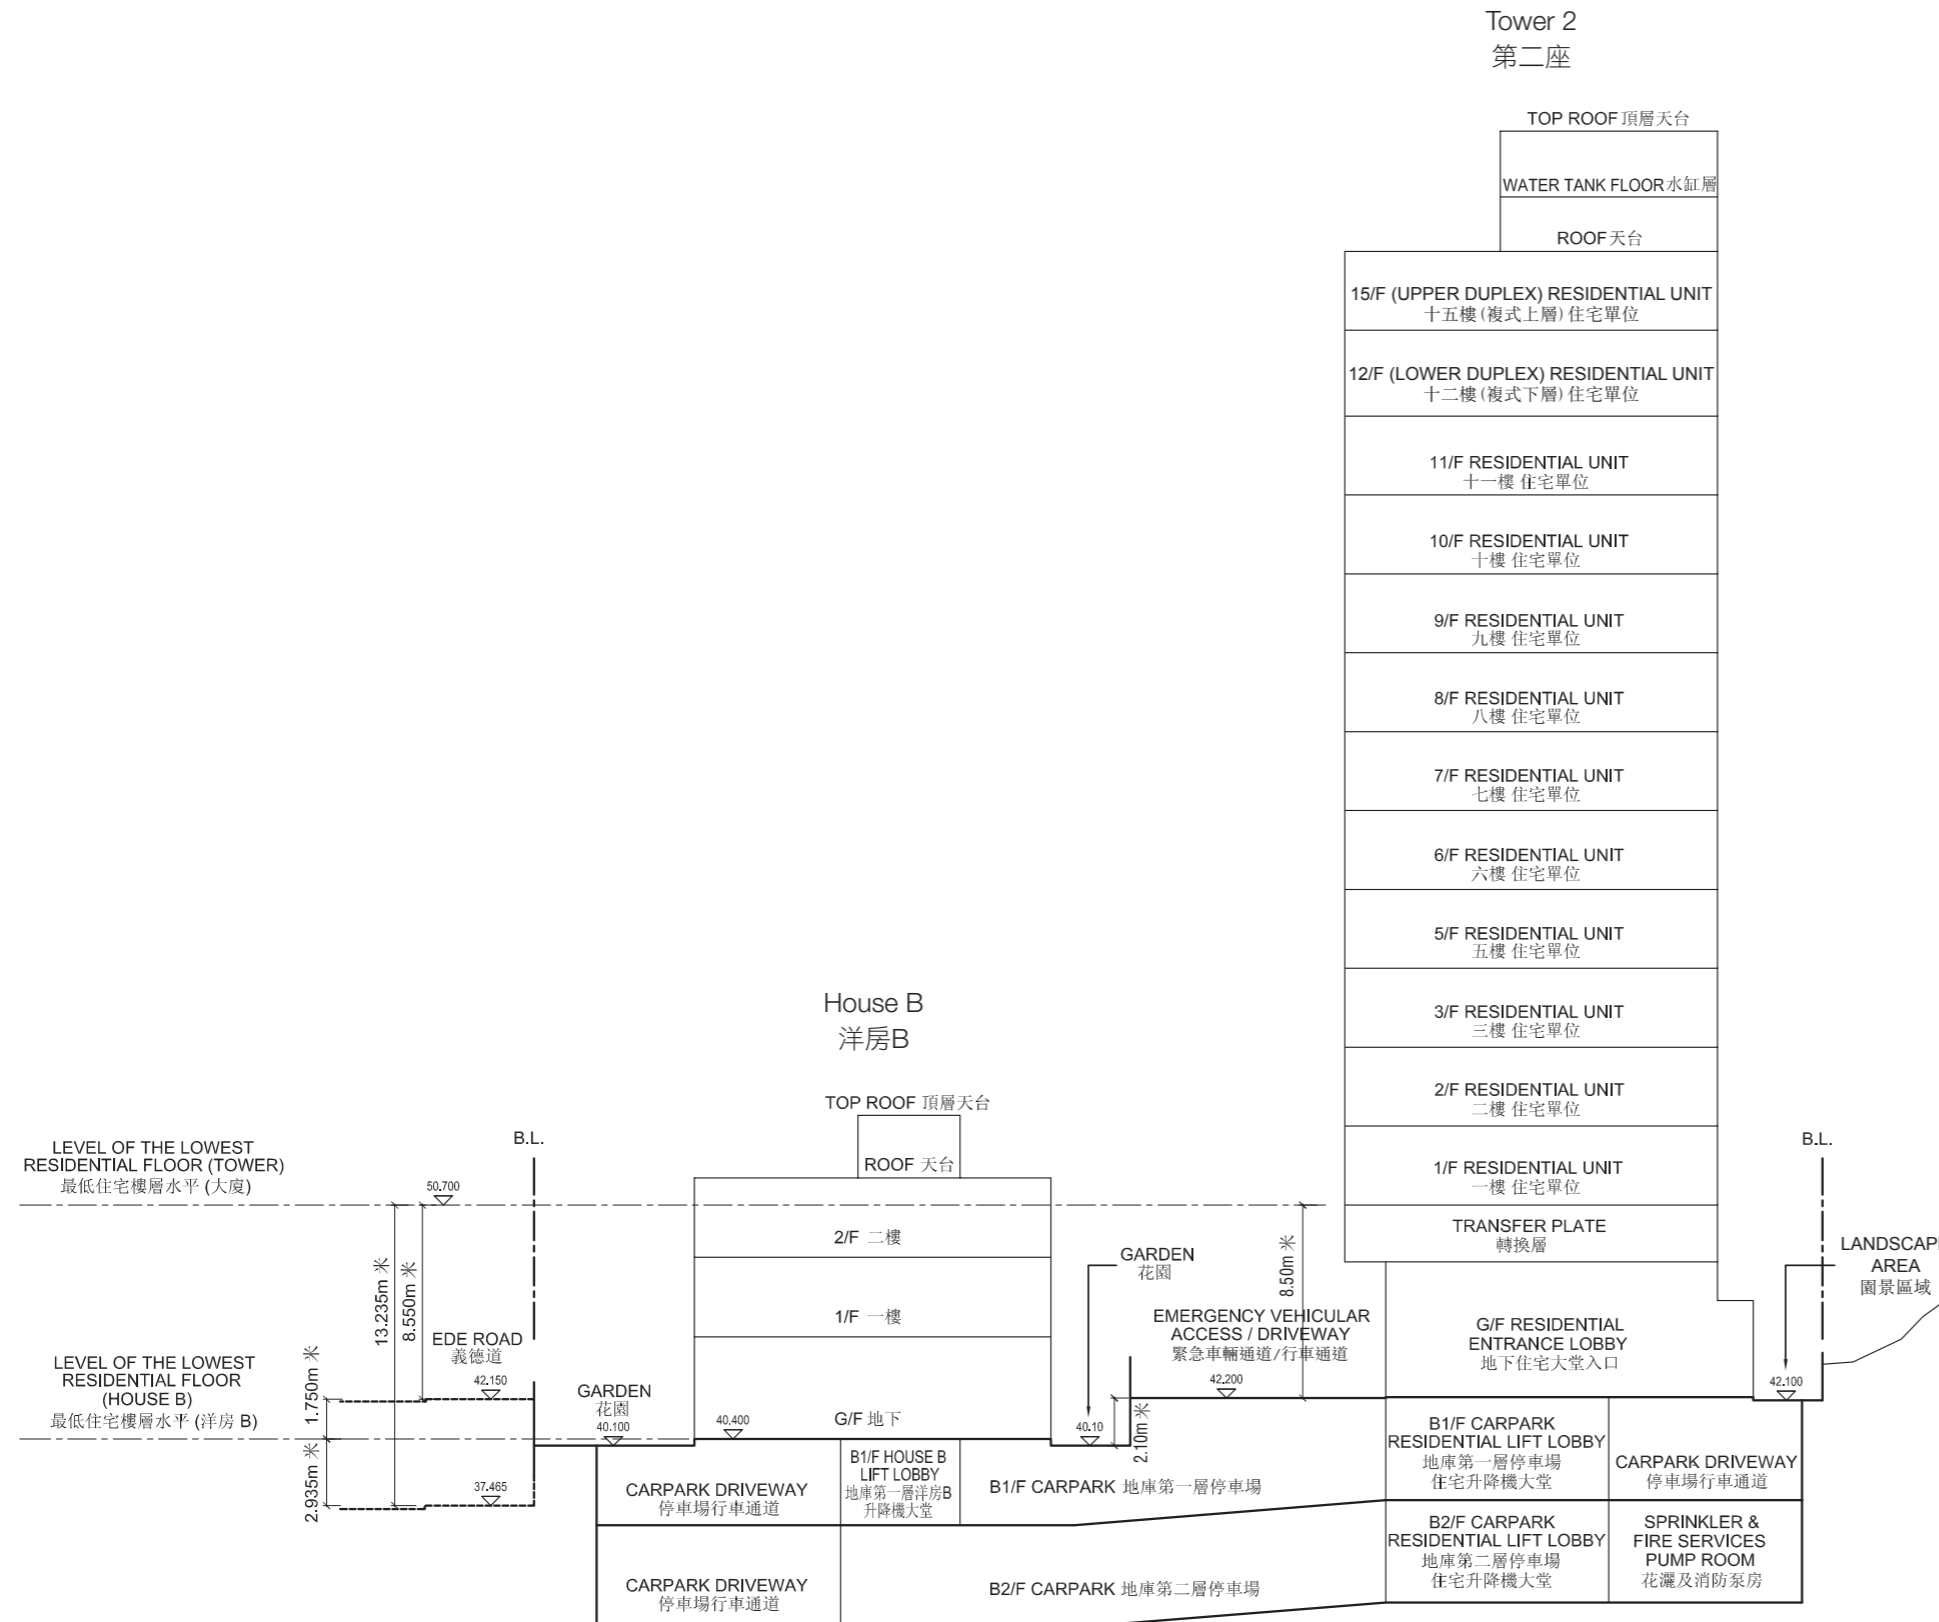 Tower 2
第二座
TOP ROOF 頂層天台
WATER TANK FLOOR 水缸層
ROOF 天台
15/F (UPPER DUPLEX) RESIDENTIAL UNIT
十五樓 (複式上層) 住宅單位
12/F (LOWER DUPLEX) RESIDENTIAL UNIT
十二樓 (複式下層) 住宅單位
11/F RESIDENTIAL UNIT
十一樓 住宅單位
10/F RESIDENTIAL UNIT
十樓 住宅單位
9/F RESIDENTIAL UNIT
九樓 住宅單位
8/F RESIDENTIAL UNIT
八樓 住宅單位
7/F RESIDENTIAL UNIT
七樓 住宅單位
6/F RESIDENTIAL UNIT
六樓 住宅單位
5/F RESIDENTIAL UNIT
五樓 住宅單位
3/F RESIDENTIAL UNIT
三樓 住宅單位
2/F RESIDENTIAL UNIT
二樓 住宅單位
1/F RESIDENTIAL UNIT
一樓 住宅單位
TRANSFER PLATE
轉換層
G/F RESIDENTIAL
ENTRANCE LOBBY
地下住宅大堂入口
House B
洋房B
TOP ROOF 頂層天台
ROOF 天台
2/F 二樓
1/F 一樓
G/F 地下
LEVEL OF THE LOWEST
RESIDENTIAL FLOOR (TOWER)
最低住宅樓層水平 (大廈)
50.700
B.L.
13.235m 米
8.550m 米
EDE ROAD
義德道
42.150
LEVEL OF THE LOWEST
RESIDENTIAL FLOOR
(HOUSE B)
最低住宅樓層水平 (洋房 B)
1.750m 米
2.935m 米
37.465
GARDEN
花園
40.100
40.400
GARDEN
花園
40.10
2.10m 米
8.50m 米
EMERGENCY VEHICULAR
ACCESS / DRIVEWAY
緊急車輛通道/行車通道
42.200
B.L.
LANDSCAP
AREA
園景區域
42.100
CARPARK DRIVEWAY
停車場行車通道
B1/F HOUSE B
LIFT LOBBY
地庫第一層洋房B
升降機大堂
B1/F CARPARK 地庫第一層停車場
B1/F CARPARK
RESIDENTIAL LIFT LOBBY
地庫第一層停車場
住宅升降機大堂
CARPARK DRIVEWAY
停車場行車通道
CARPARK DRIVEWAY
停車場行車通道
B2/F CARPARK 地庫第二層停車場
B2/F CARPARK
RESIDENTIAL LIFT LOBBY
地庫第二層停車場
住宅升降機大堂
SPRINKLER &
FIRE SERVICES
PUMP ROOM
花灑及消防泵房